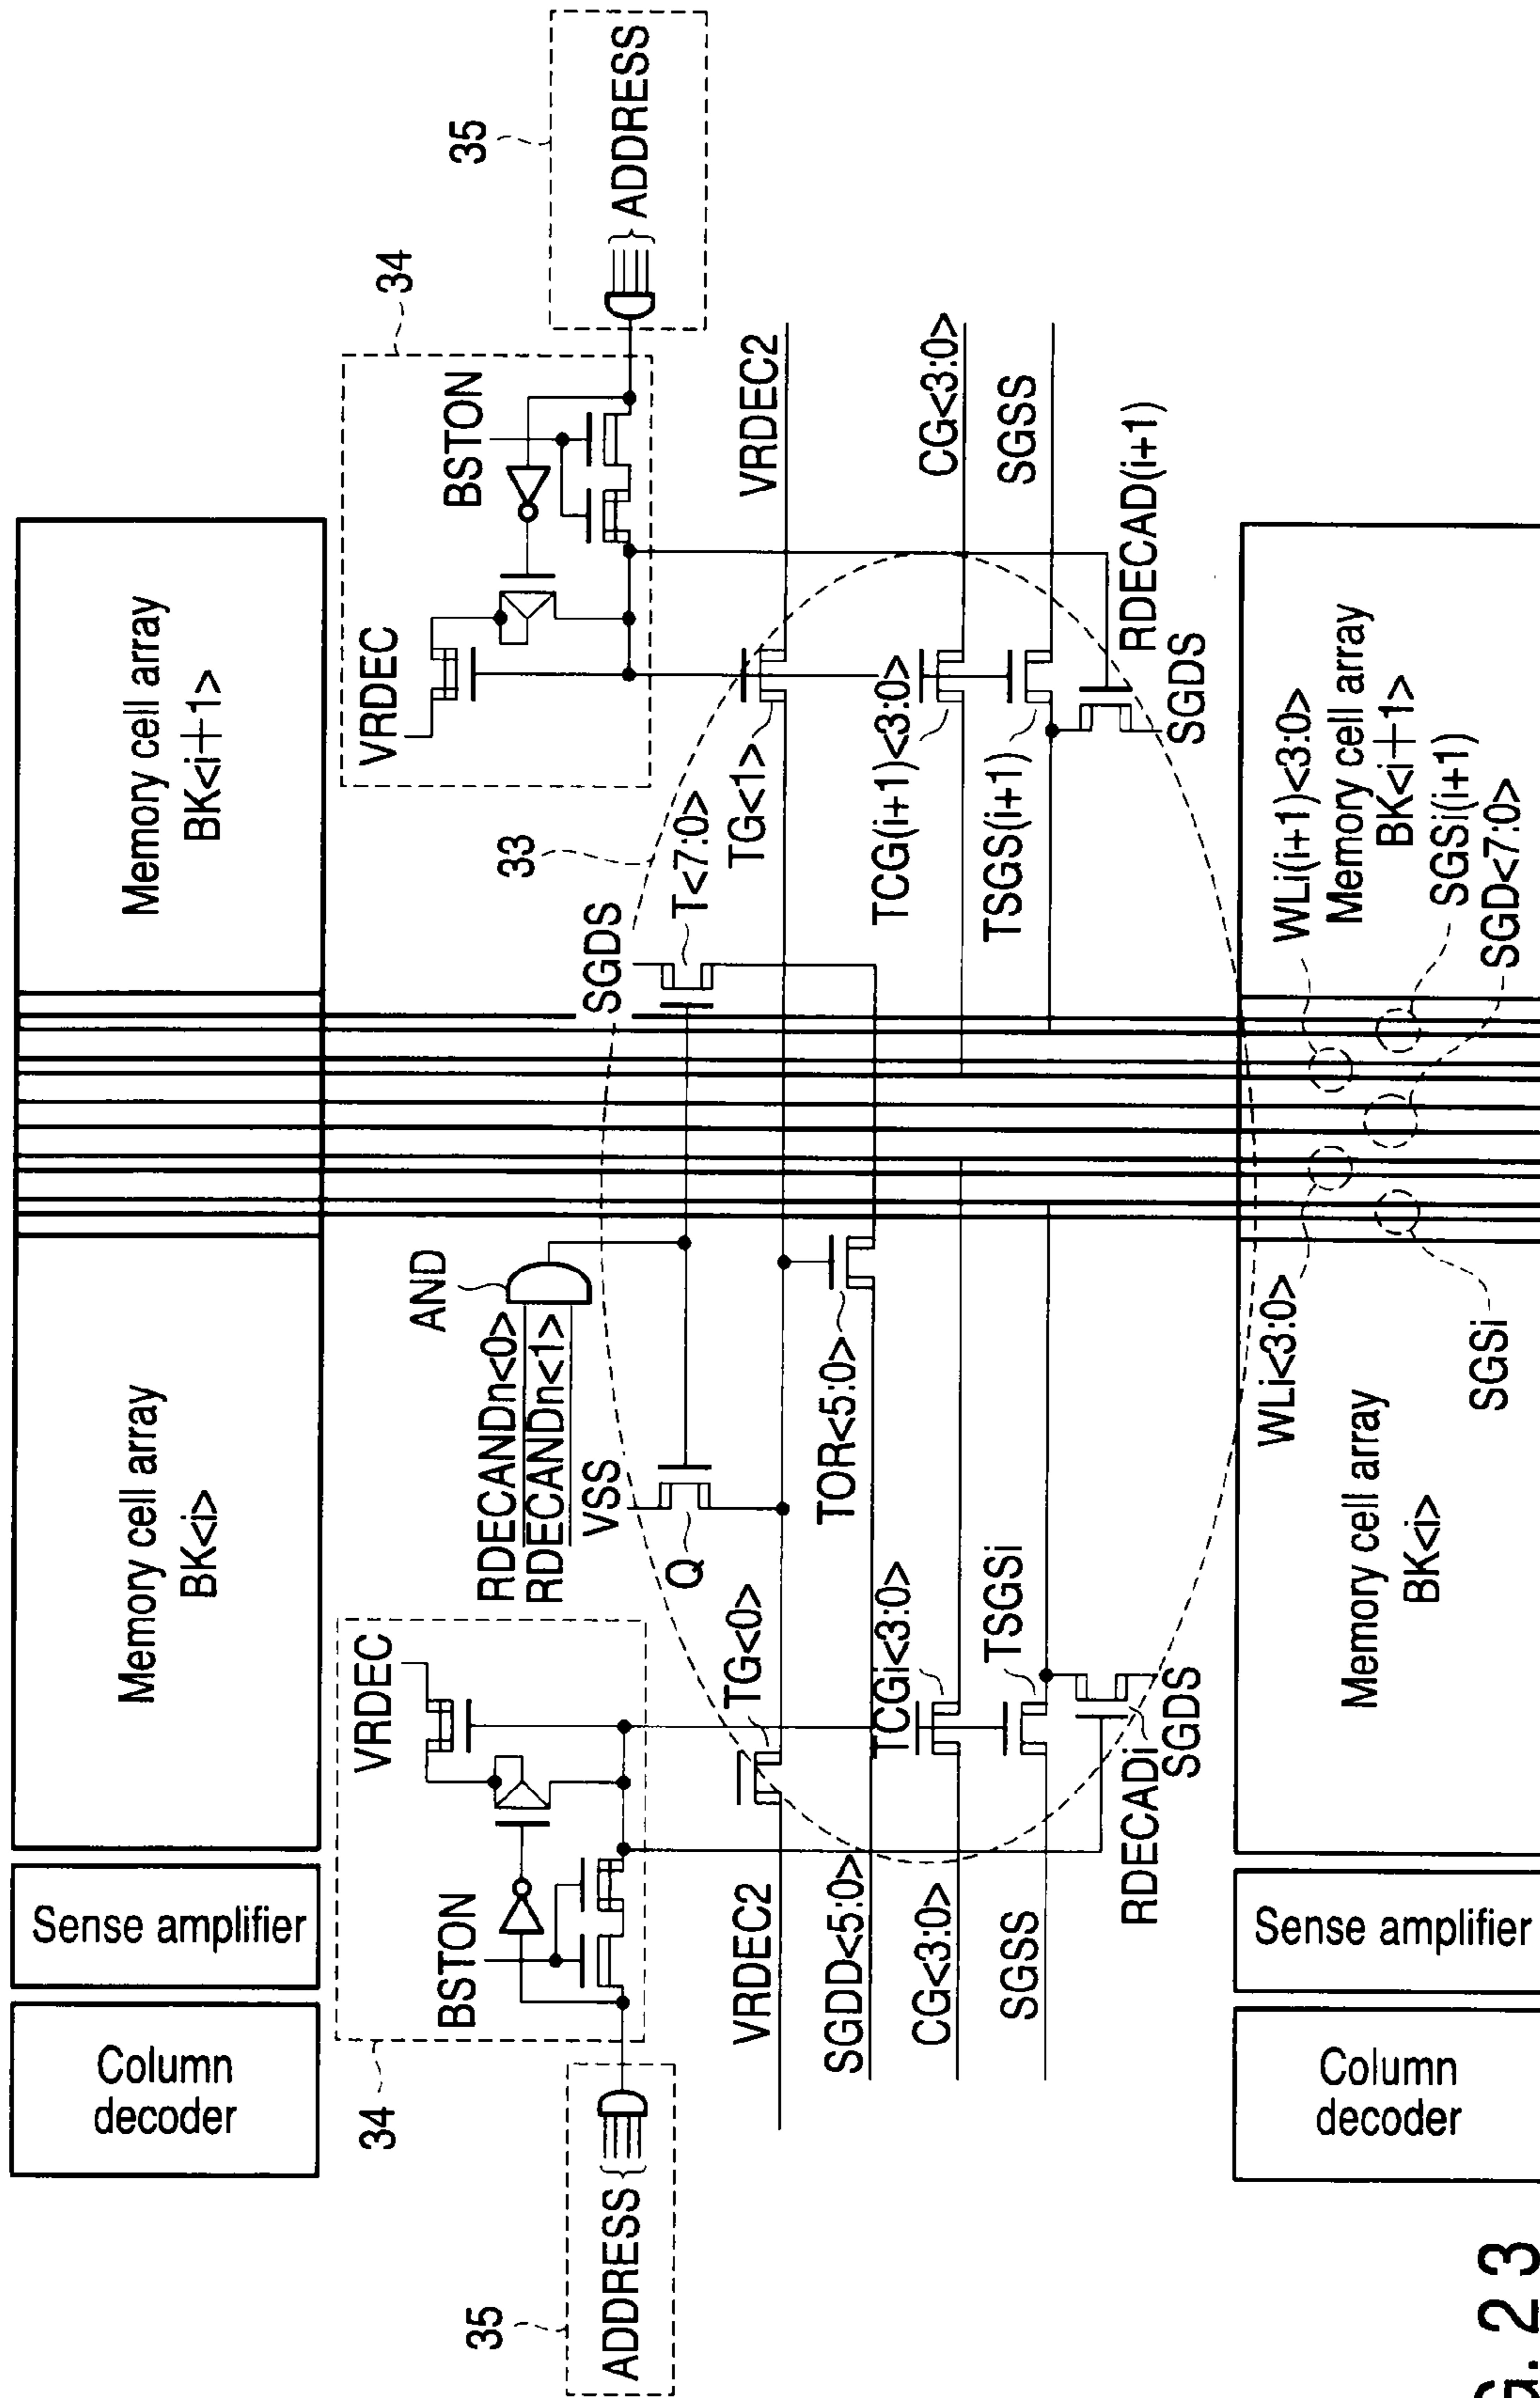 Column
decoder
Sense amplifier
Memory cell array
BK<i>
Memory cell array
BK<i+1>
35
ADDRESS
34
BSTON
VRDEC
RDECANDn<0>
RDECANDn<1>
AND
VSS
Q
SGDS
T<7:0>
33
VRDEC
BSTON
34
ADDRESS
35
VRDEC2
TG<0>
TG<1>
VRDEC2
SGDD<5:0>
TOR<5:0>
CG<3:0>
TCGi<3:0>
TCG(i+1)<3:0>
CG<3:0>
SGSS
TSGSi
TSGS(i+1)
SGSS
RDECADi
SGDS
RDECAD(i+1)
SGDS
Column
decoder
Sense amplifier
Memory cell array
BK<i>
WLi<3:0>
SGSi
WLi(i+1)<3:0>
Memory cell array
BK<i+1>
SGSi(i+1)
SGD<7:0>
G. 23